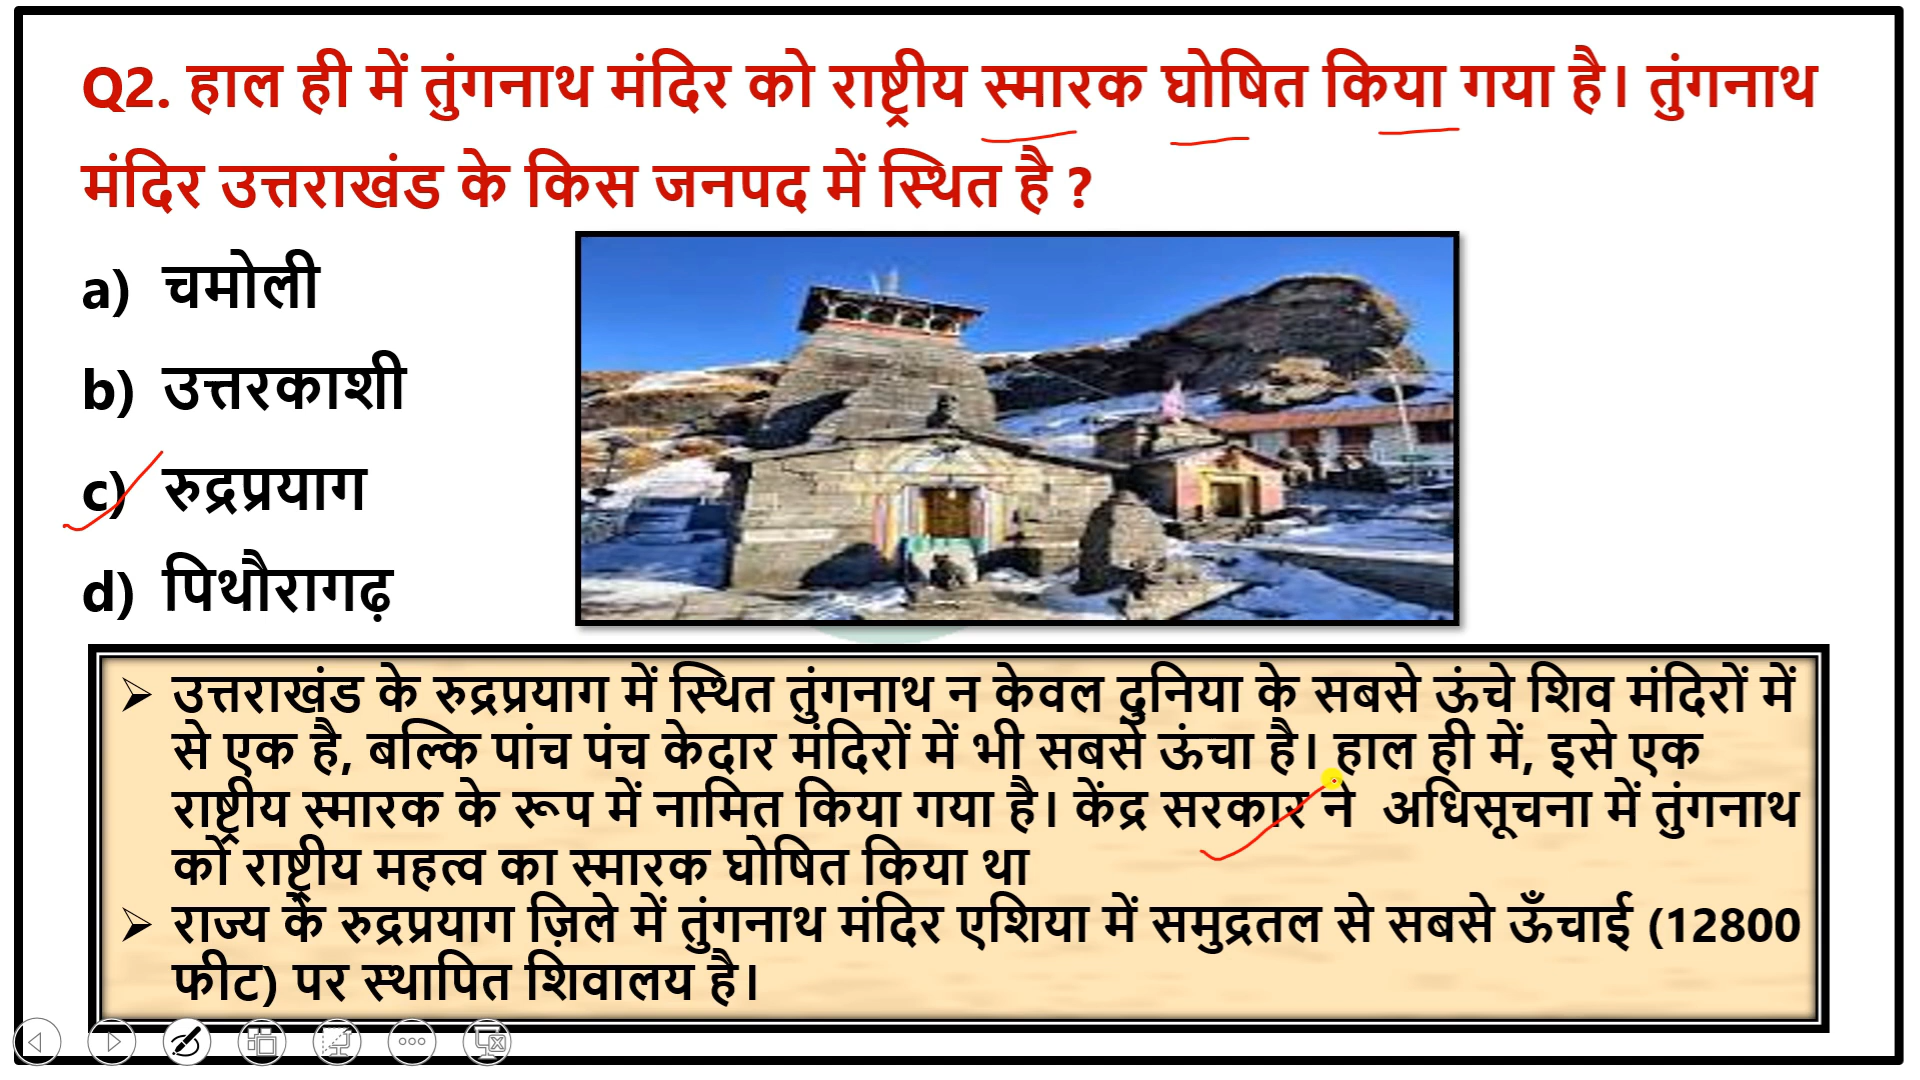 Q2. हाल ही में तुंगनाथ मंदिर को राष्ट्रीय स्मारक घोषित किया गया है। तुंगनाथ
मंदिर उत्तराखंड के किस जनपद में स्थित है ?
a) चमोली
b) उत्तरकाशी
c) रुद्रप्रयाग
d) पिथौरागढ़
➢ उत्तराखंड के रुद्रप्रयाग में स्थित तुंगनाथ न केवल दुनिया के सबसे ऊंचे शिव मंदिरों में
से एक है, बल्कि पांच पंच केदार मंदिरों में भी सबसे ऊंचा है। हाल ही में, इसे एक
राष्ट्रीय स्मारक के रूप में नामित किया गया है। केंद्र सरकार ने अधिसूचना में तुंगनाथ
को राष्ट्रीय महत्व का स्मारक घोषित किया था
➢ राज्य के रुद्रप्रयाग ज़िले में तुंगनाथ मंदिर एशिया में समुद्रतल से सबसे ऊँचाई (12800
फीट) पर स्थापित शिवालय है।